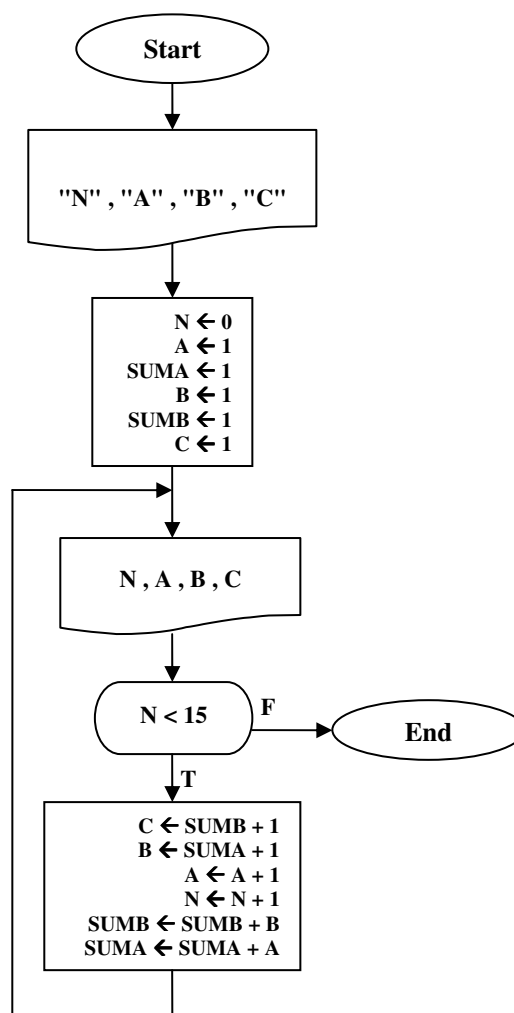 Start
"N" , "A" , "B" , "C"
N ← 0
A ← 1
SUMA ← 1
B ← 1
SUMB ← 1
C ← 1
N , A , B , C
N < 15
F
End
T
C ← SUMB + 1
B ← SUMA + 1
A ← A + 1
N ← N + 1
SUMB ← SUMB + B
SUMA ← SUMA + A